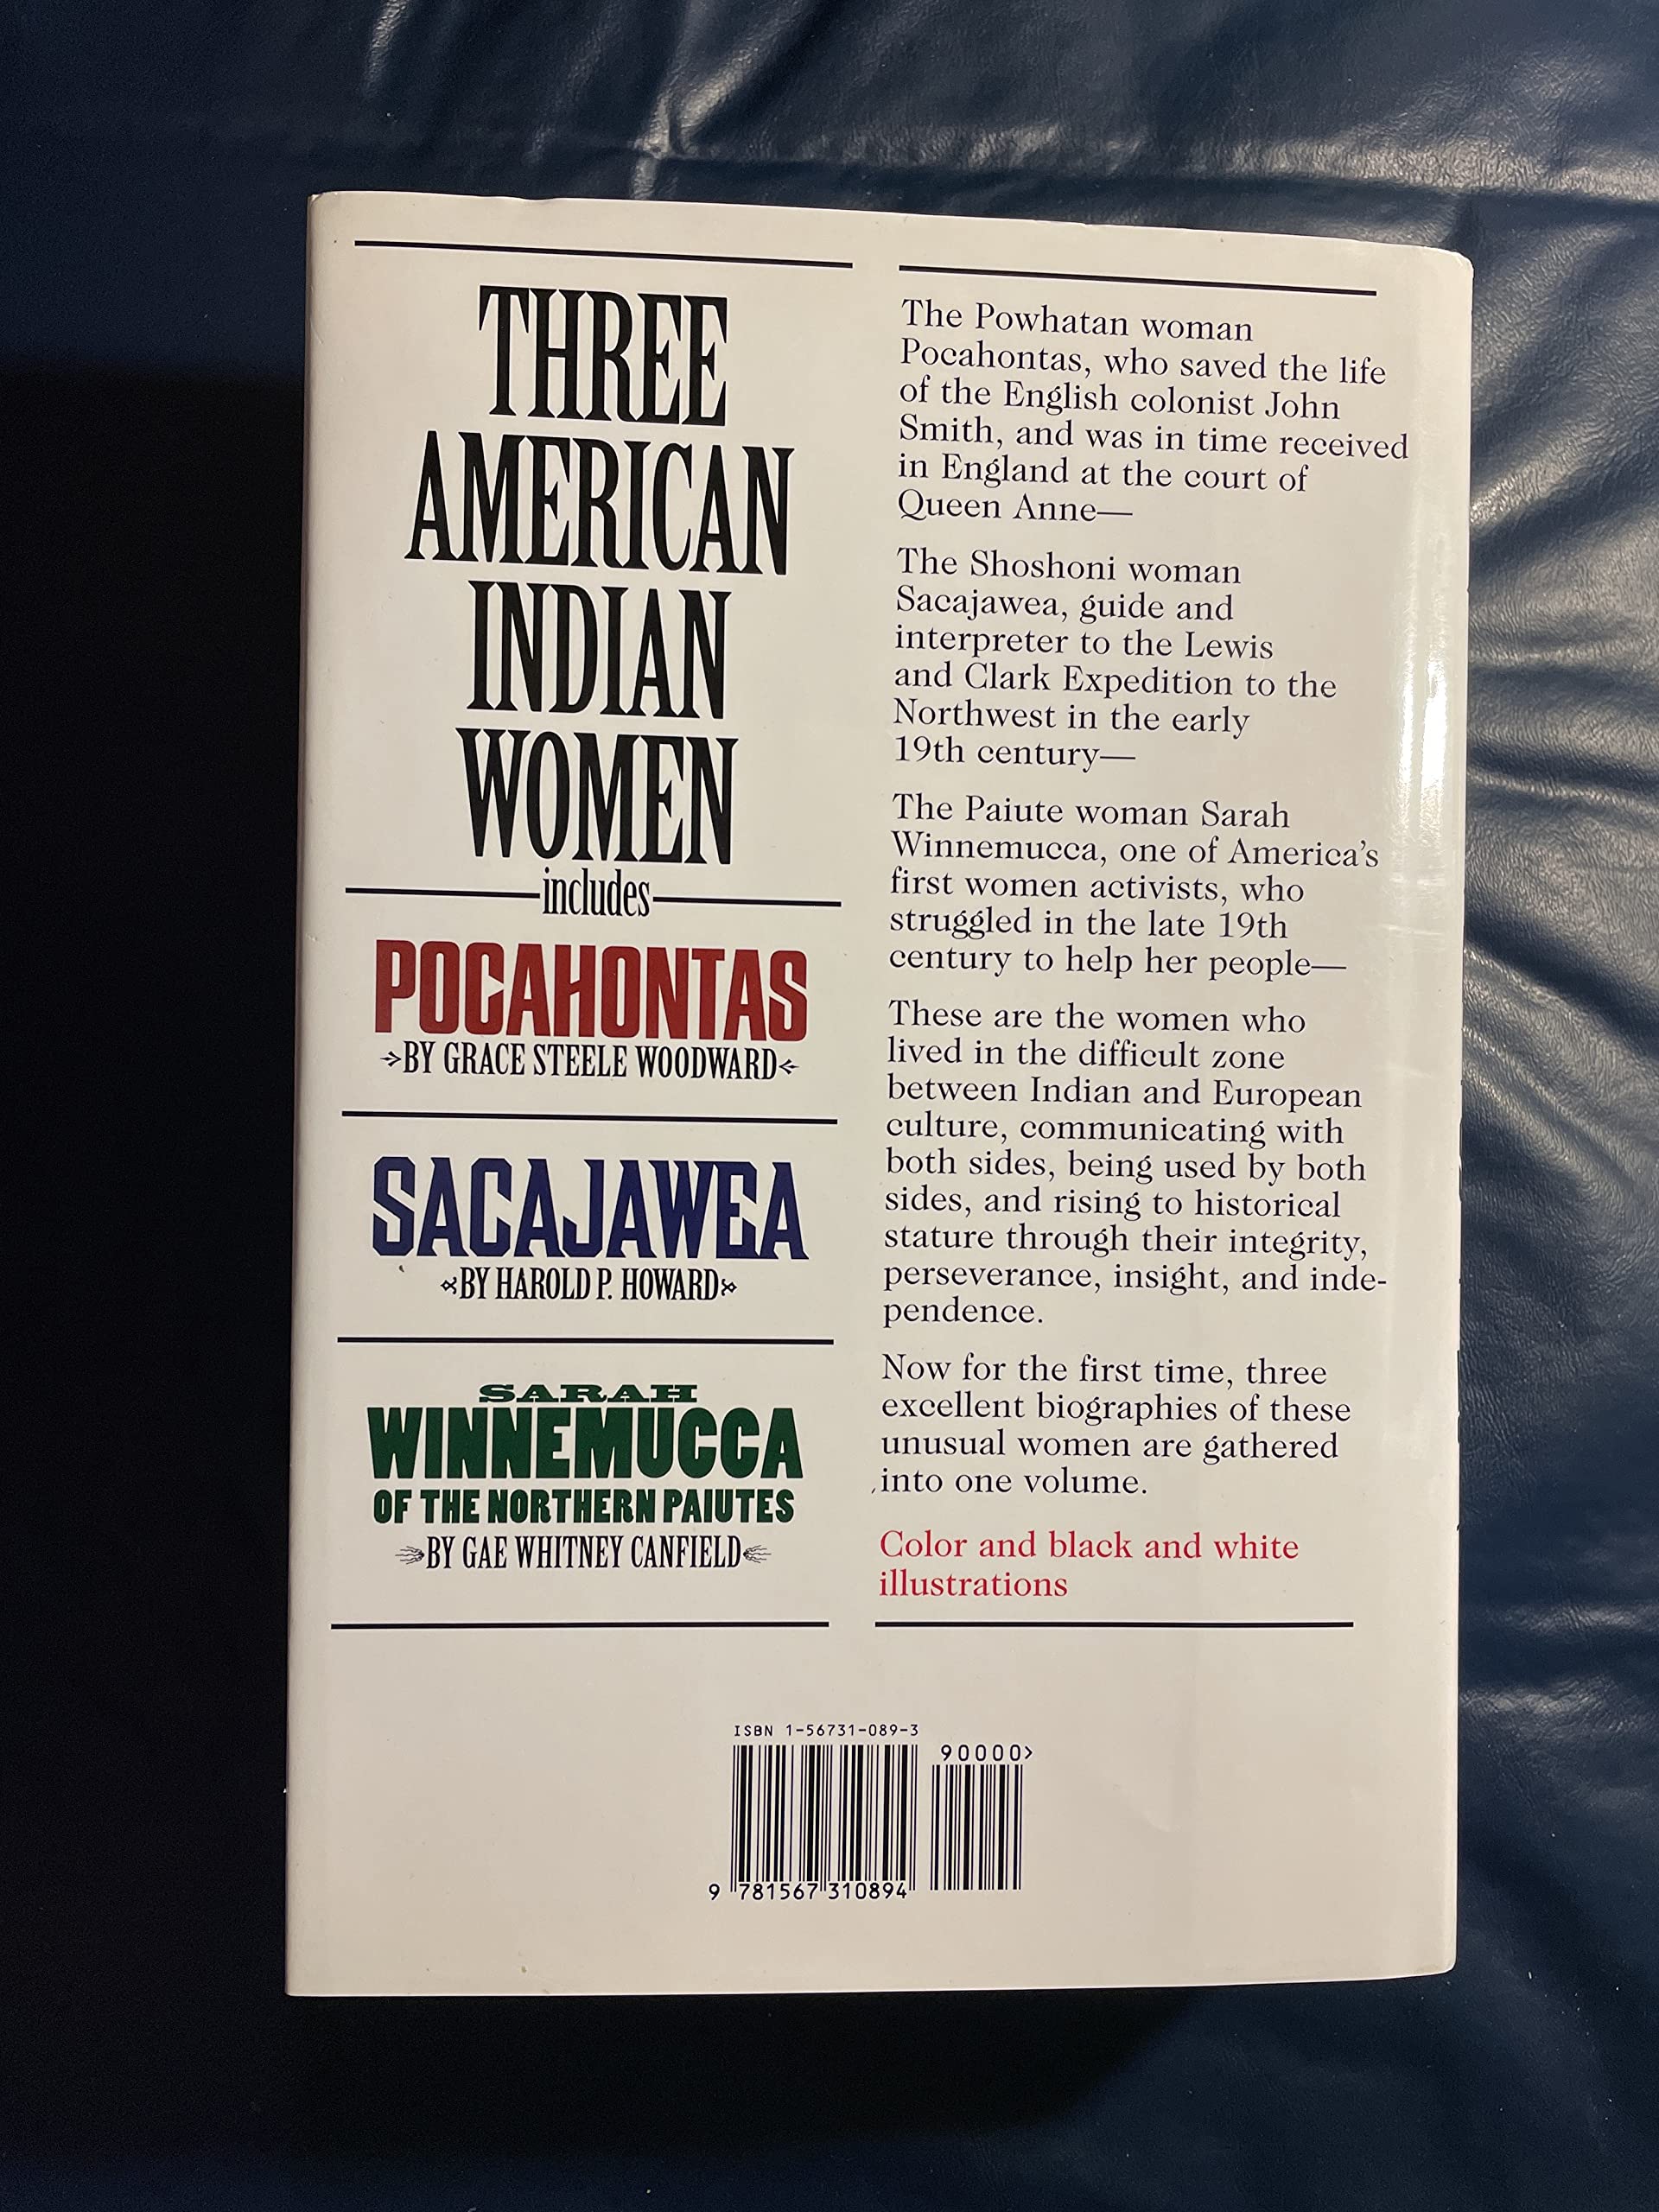 THREE
AMERICAN
INDIAN
WOMEN
includes
POCAHONTAS
BY GRACE STEELE WOODWARD
SACAJAWEA
BY HAROLD P. HOWARD
SARAH
WINNEMUCCA
OF THE NORTHERN PAIUTES
BY GAE WHITNEY CANFIELD
The Powhatan woman
Pocahontas, who saved the life
of the English colonist John
Smith, and was in time received
in England at the court of
Queen Anne—
The Shoshoni woman
Sacajawea, guide and
interpreter to the Lewis
and Clark Expedition to the
Northwest in the early
19th century—
The Paiute woman Sarah
Winnemucca, one of America's
first women activists, who
struggled in the late 19th
century to help her people—
These are the women who
lived in the difficult zone
between Indian and European
culture, communicating with
both sides, being used by both
sides, and rising to historical
stature through their integrity,
perseverance, insight, and inde-
pendence.
Now for the first time, three
excellent biographies of these
unusual women are gathered
into one volume.
Color and black and white
illustrations
ISBN 1-56731-089-3
90000>
9 781567 310894